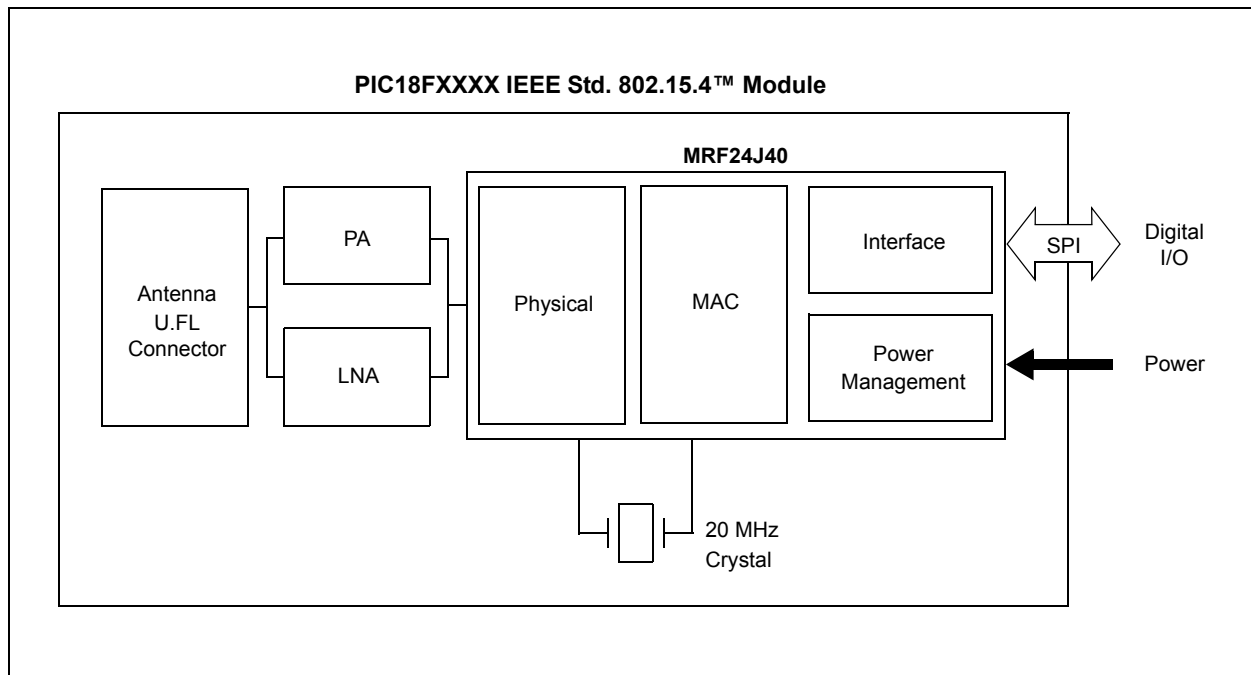 PIC18FXXXX IEEE Std. 802.15.4™ Module
MRF24J40
Antenna
U.FL
Connector
PA
LNA
Physical
MAC
Interface
Power
Management
SPI
Digital
I/O
Power
20 MHz
Crystal